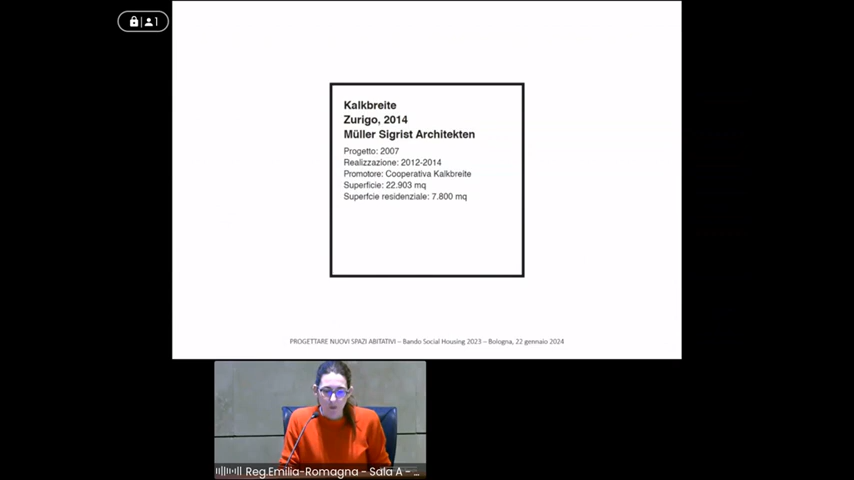 1
Kalkbreite
Zurigo, 2014
Müller Sigrist Architekten
Progetto: 2007
Realizzazione: 2012-2014
Promotore: Cooperativa Kalkbreite
Superficie: 22.903 mq
Superfcie residenziale: 7.800 mq
PROGETTARE NUOVI SPAZI ABITATIVI – Bando Social Housing 2023 – Bologna, 22 gennaio 2024
Reg.Emilia-Romagna - Sala A - ...